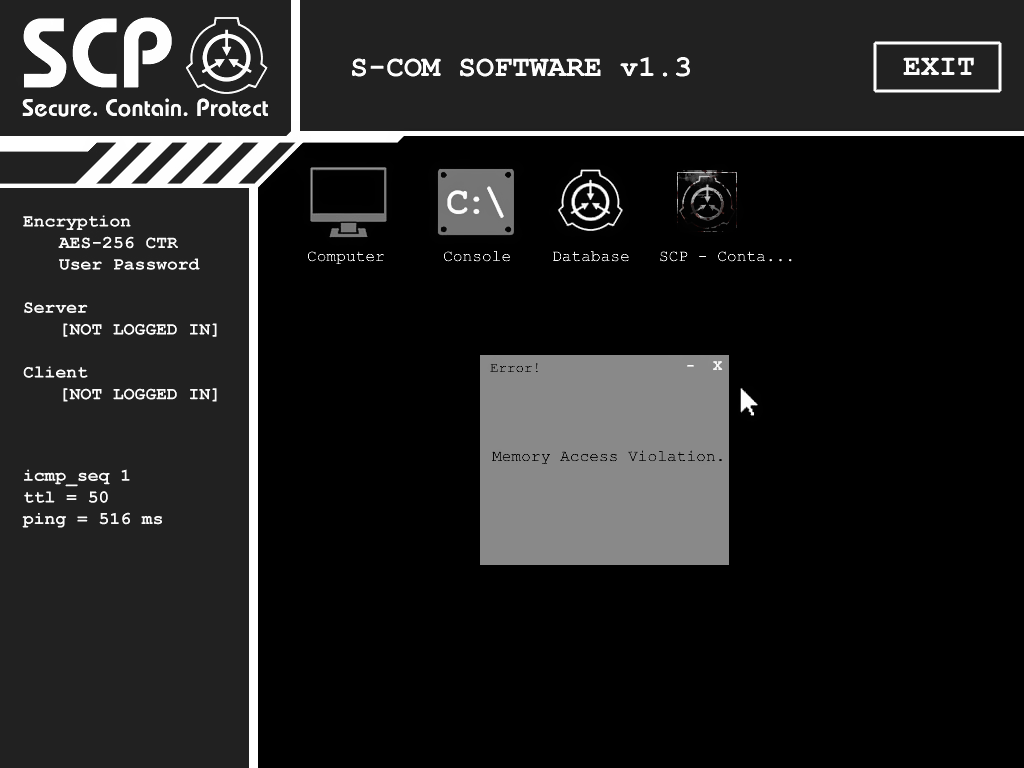 SCP
Secure. Contain. Protect
S-COM SOFTWARE v1.3
EXIT
Computer
C:\
Console
Database
SCP - Conta...
Encryption
AES-256 CTR
User Password
Server
[NOT LOGGED IN]
Client
[NOT LOGGED IN]
icmp_seq 1
ttl = 50
ping = 516 ms
Error!
- X
Memory Access Violation.